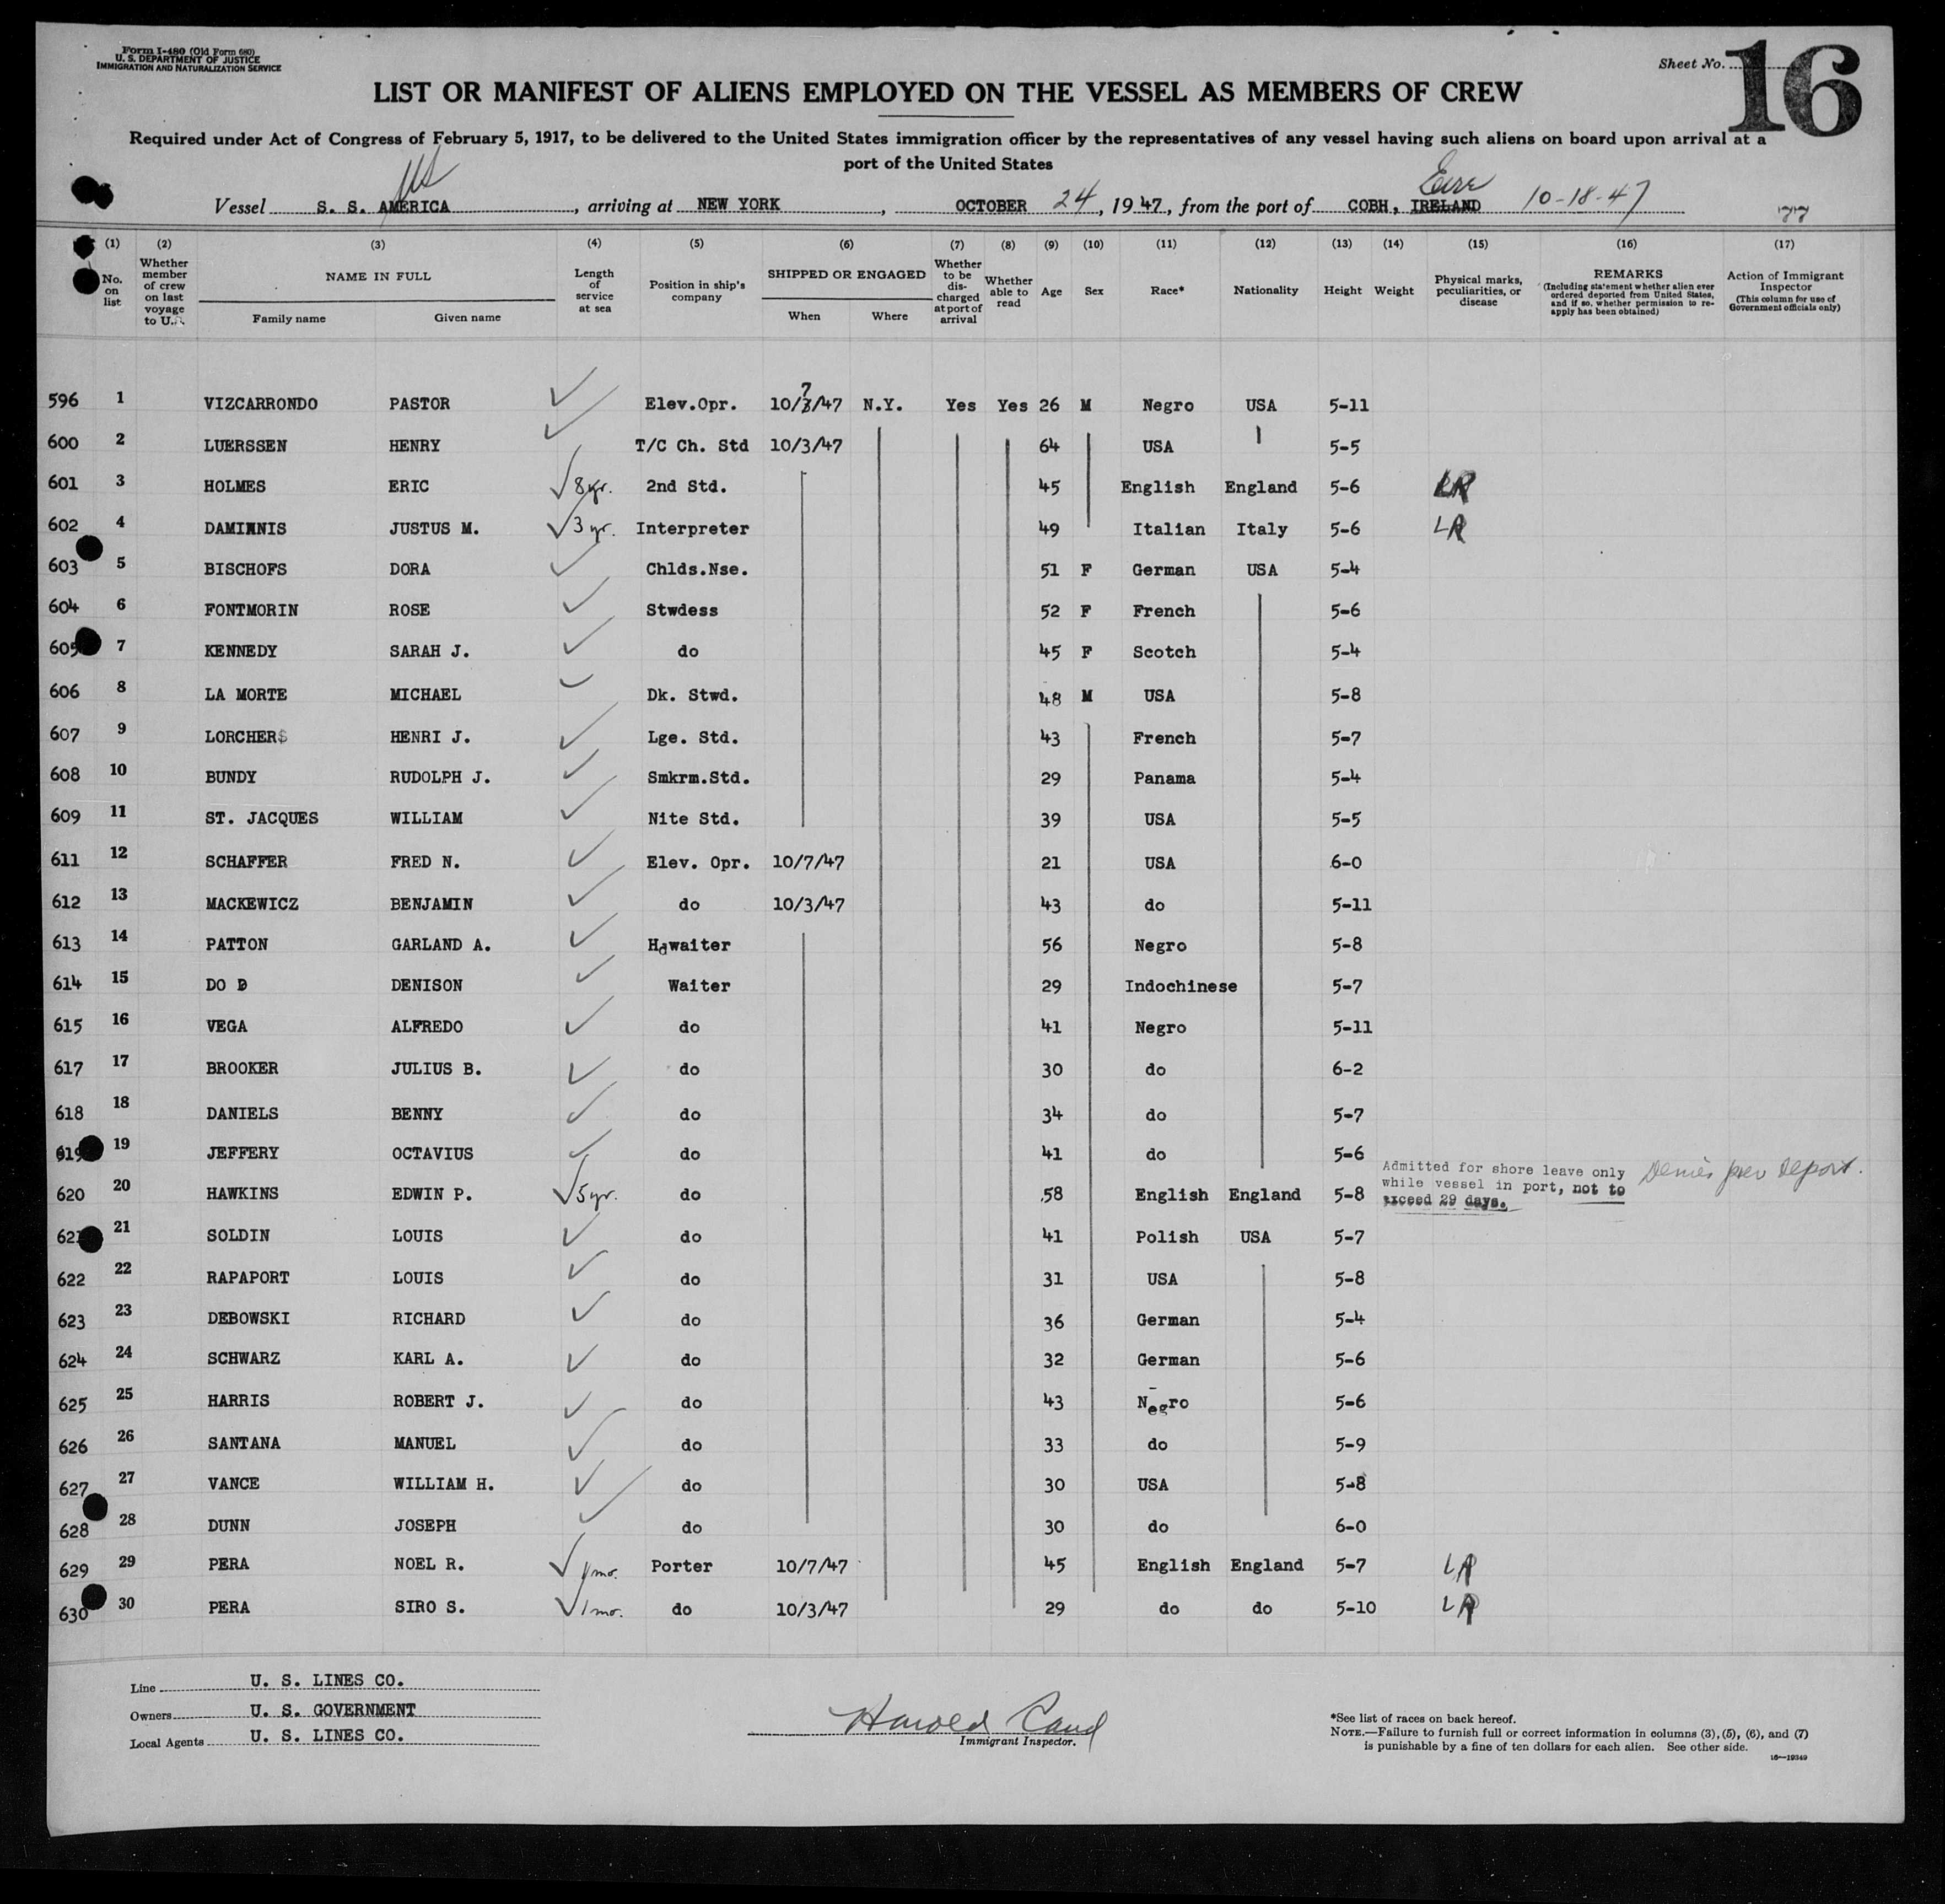 Form I-480 (Old Form 680)
U. S. DEPARTMENT OF JUSTICE
IMMIGRATION AND NATURALIZATION SERVICE
Sheet No. 16
LIST OR MANIFEST OF ALIENS EMPLOYED ON THE VESSEL AS MEMBERS OF CREW
Required under Act of Congress of February 5, 1917, to be delivered to the United States immigration officer by the representatives of any vessel having such aliens on board upon arrival at a
port of the United States
US Eire
Vessel S. S. AMERICA, arriving at NEW YORK, OCTOBER 24, 1947, from the port of COBH, IRELAND 10-18-47
77
(1) (2) (3) (4) (5) (6) (7) (8) (9) (10) (11) (12) (13) (14) (15) (16) (17)
No. on list
Whether member of crew on last voyage to U.S.
NAME IN FULL
Family name Given name
Length of service at sea
Position in ship's company
SHIPPED OR ENGAGED
When Where
Whether to be discharged at port of arrival
Whether able to read
Age
Sex
Race*
Nationality
Height
Weight
Physical marks, peculiarities, or disease
REMARKS
(Including statement whether alien ever ordered deported from United States, and if so, whether permission to re-apply has been obtained)
Action of Immigrant Inspector
(This column for use of Government officials only)
596 1 VIZCARRONDO PASTOR Elev.Opr. 10/7/47 N.Y. Yes Yes 26 M Negro USA 5-11
600 2 LUERSSEN HENRY T/C Ch. Std 10/3/47 64 USA 5-5
601 3 HOLMES ERIC 8yr. 2nd Std. 45 English England 5-6 LR
602 4 DAMIANIS JUSTUS M. 3 yr. Interpreter 49 Italian Italy 5-6 LR
603 5 BISCHOFS DORA Chlds.Nse. 51 F German USA 5-4
604 6 FONTMORIN ROSE Stwdess 52 F French 5-6
605 7 KENNEDY SARAH J. do 45 F Scotch 5-4
606 8 LA MORTE MICHAEL Dk. Stwd. 48 M USA 5-8
607 9 LORCHERS HENRI J. Lge. Std. 43 French 5-7
608 10 BUNDY RUDOLPH J. Smkrm.Std. 29 Panama 5-4
609 11 ST. JACQUES WILLIAM Nite Std. 39 USA 5-5
611 12 SCHAFFER FRED N. Elev. Opr. 10/7/47 21 USA 6-0
612 13 MACKEWICZ BENJAMIN do 10/3/47 43 do 5-11
613 14 PATTON GARLAND A. Hdwaiter 56 Negro 5-8
614 15 DO D DENISON Waiter 29 Indochinese 5-7
615 16 VEGA ALFREDO do 41 Negro 5-11
617 17 BROOKER JULIUS B. do 30 do 6-2
618 18 DANIELS BENNY do 34 do 5-7
619 19 JEFFERY OCTAVIUS do 41 do 5-6
620 20 HAWKINS EDWIN P. 5yr. do 58 English England 5-8 Admitted for shore leave only while vessel in port, not to exceed 29 days. Denies prev Deport.
621 21 SOLDIN LOUIS do 41 Polish USA 5-7
622 22 RAPAPORT LOUIS do 31 USA 5-8
623 23 DEBOWSKI RICHARD do 36 German 5-4
624 24 SCHWARZ KARL A. do 32 German 5-6
625 25 HARRIS ROBERT J. do 43 Negro 5-6
626 26 SANTANA MANUEL do 33 do 5-9
627 27 VANCE WILLIAM H. do 30 USA 5-8
628 28 DUNN JOSEPH do 30 do 6-0
629 29 PERA NOEL R. 1mo. Porter 10/7/47 45 English England 5-7 LR
630 30 PERA SIRO S. 1mo. do 10/3/47 29 do do 5-10 LR
Line U. S. LINES CO.
Owners U. S. GOVERNMENT
Local Agents U. S. LINES CO.
Harold
Immigrant Inspector.
*See list of races on back hereof.
NOTE.—Failure to furnish full or correct information in columns (3), (5), (6), and (7)
is punishable by a fine of ten dollars for each alien. See other side.
16—19349